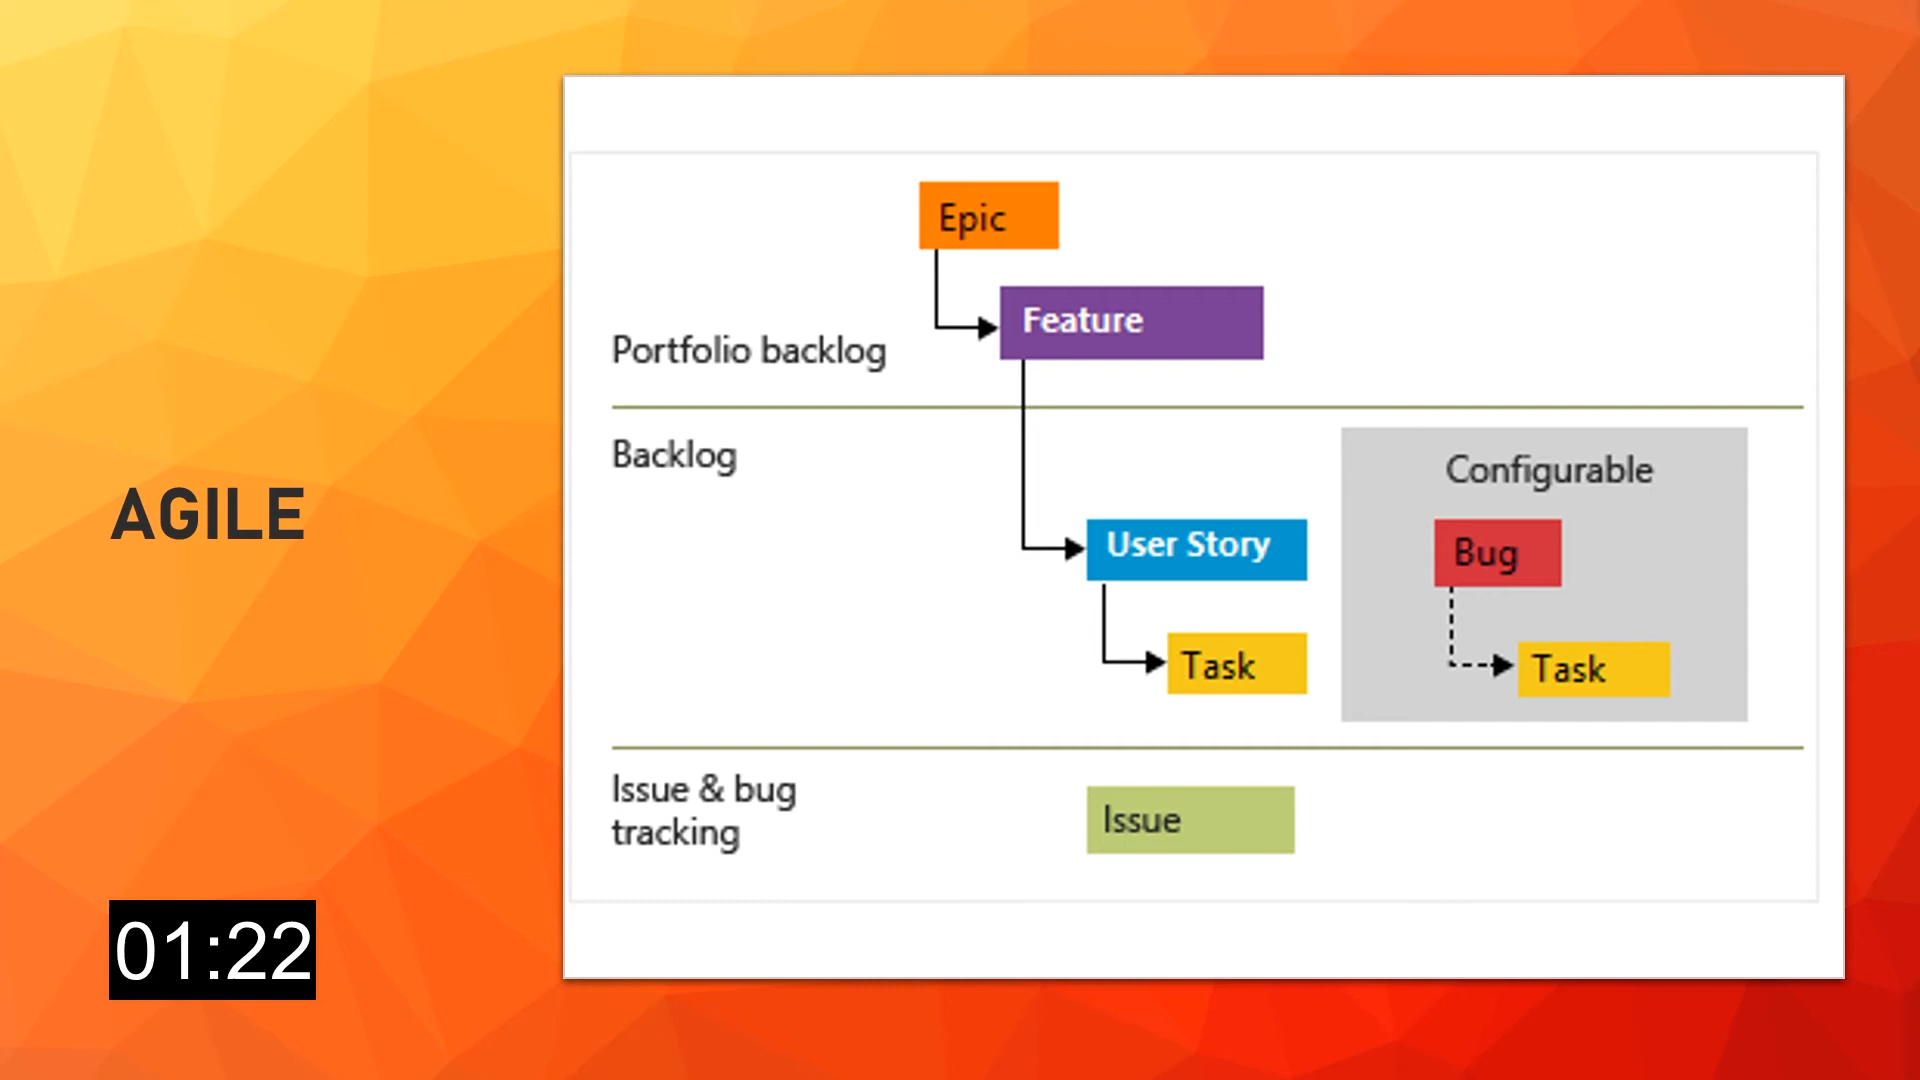 AGILE
01:22
Epic
Feature
Portfolio backlog
Backlog
Configurable
User Story
Bug
Task
Task
Issue & bug
tracking
Issue